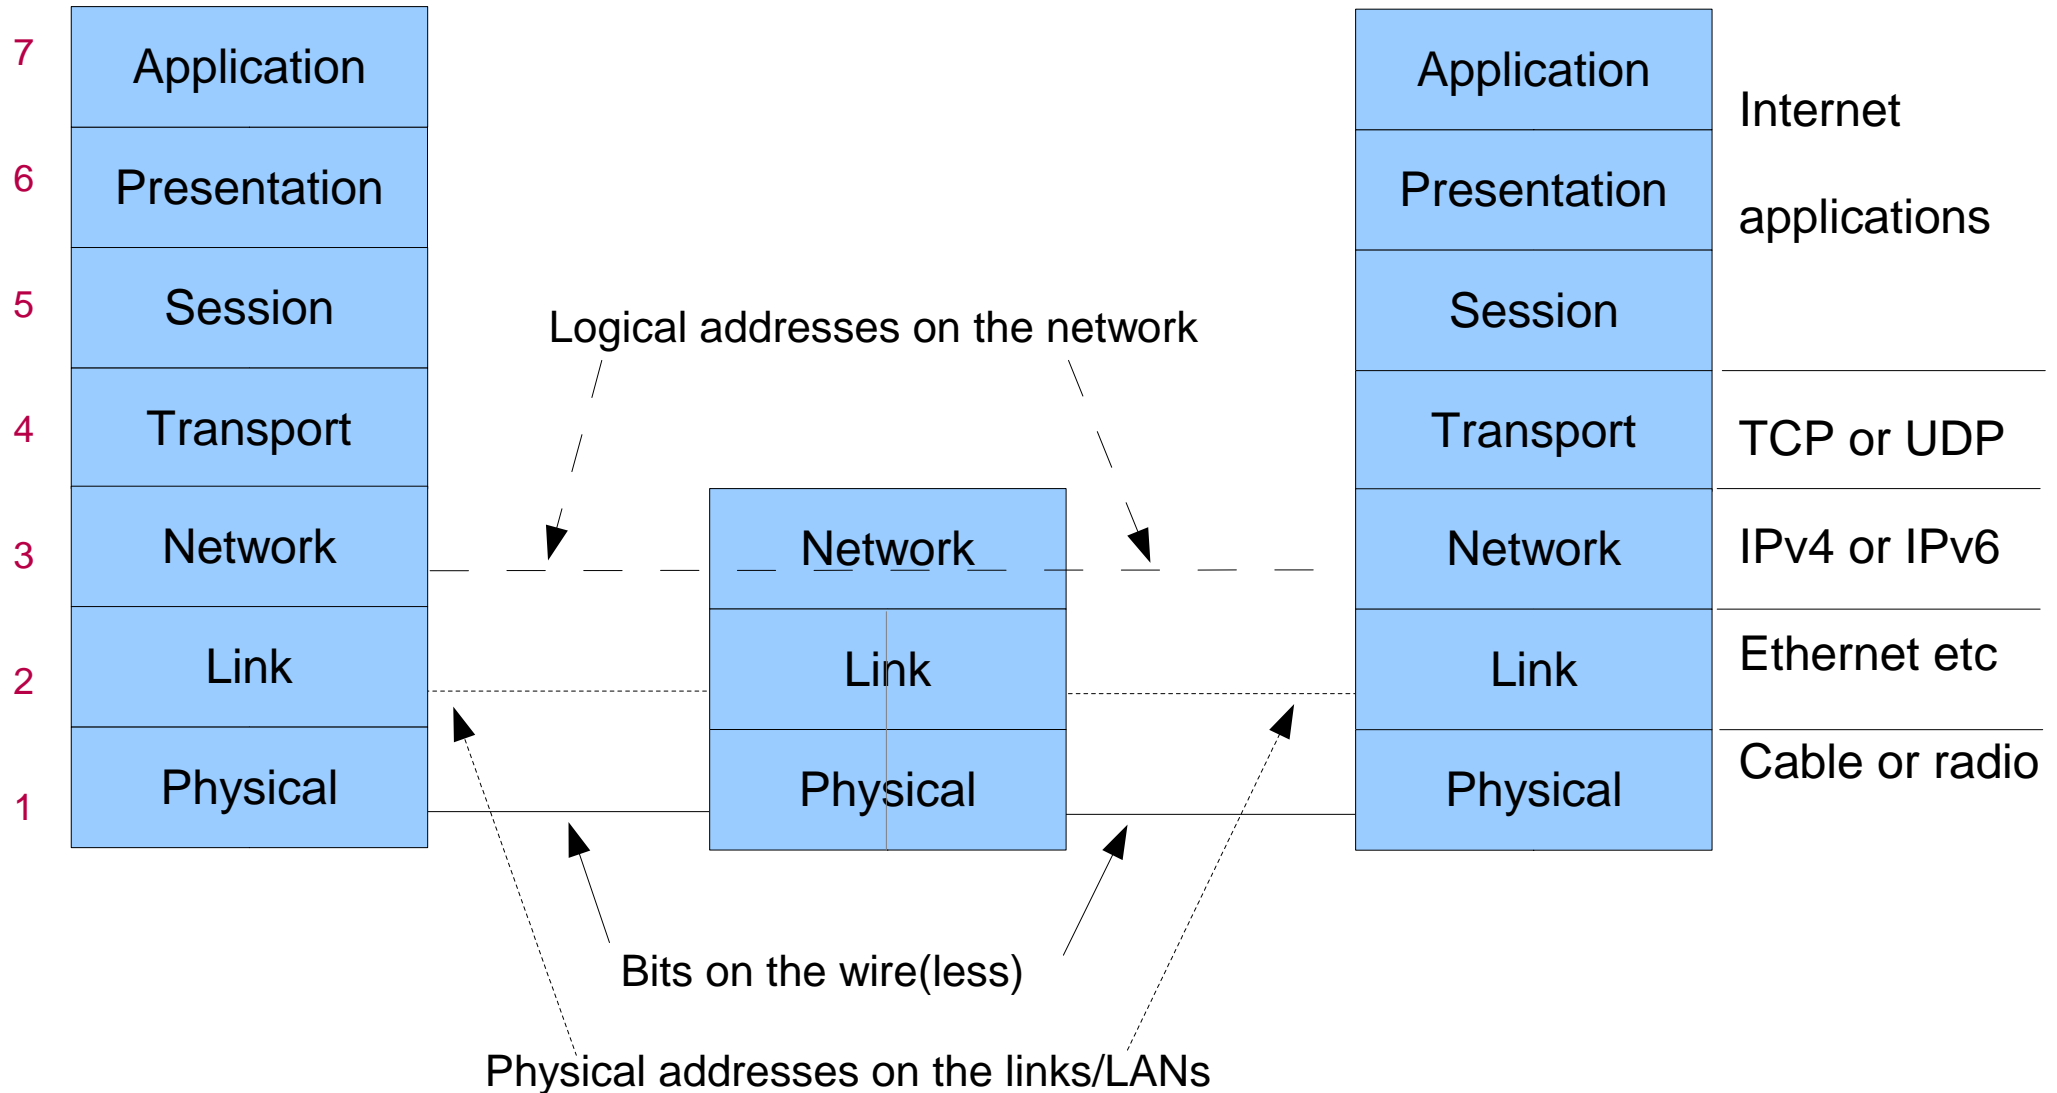 7
Application
6
Presentation
5
Session
4
Transport
3
Network
2
Link
1
Physical
Logical addresses on the network
Network
Link
Physical
Bits on the wire(less)
Physical addresses on the links/LANs
Application
Presentation
Session
Transport
Network
Link
Physical
Internet
applications
TCP or UDP
IPv4 or IPv6
Ethernet etc
Cable or radio